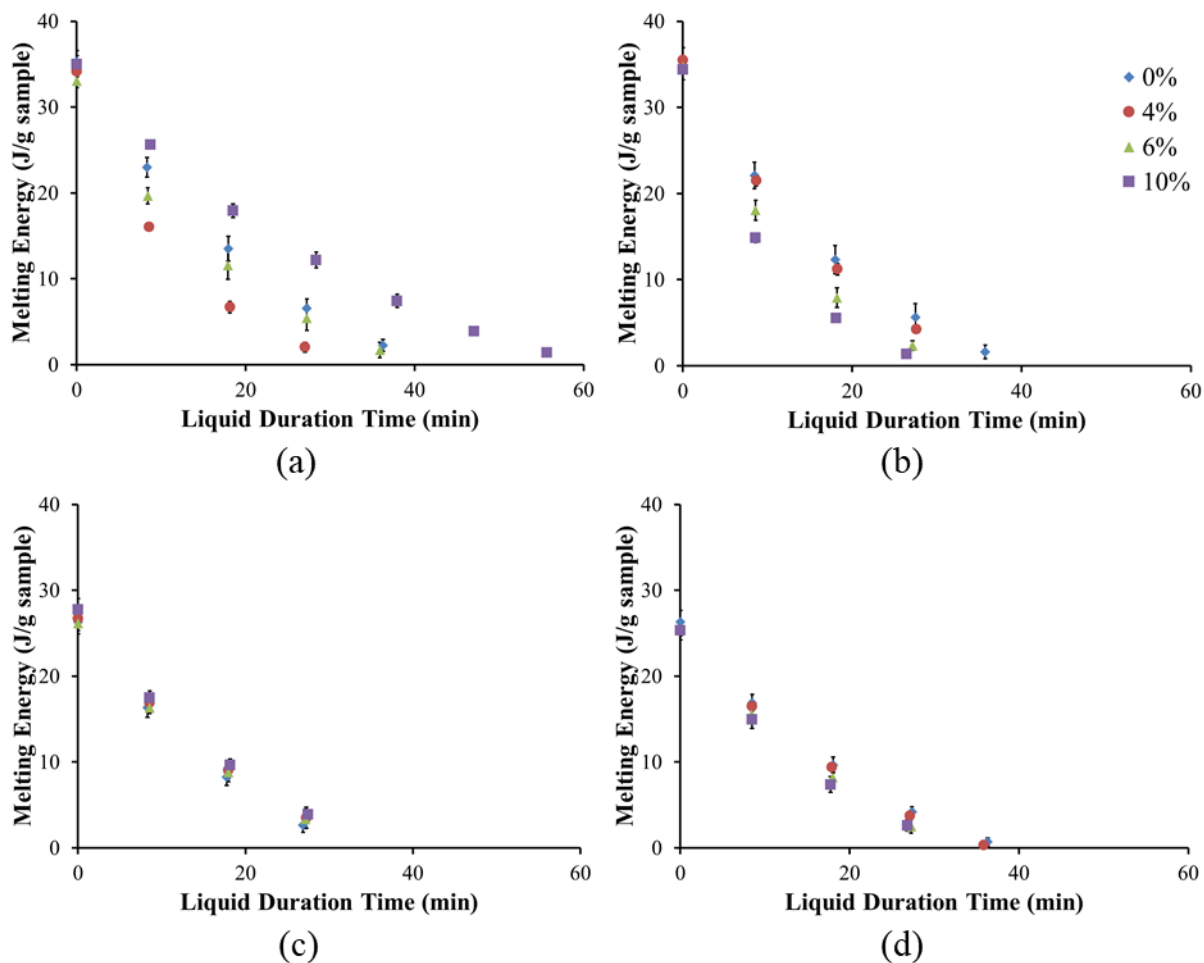 40
30
20
10
0
Melting Energy (J/g sample)
0 20 40 60
Liquid Duration Time (min)
(a)
40
30
20
10
0
Melting Energy (J/g sample)
0 20 40 60
Liquid Duration Time (min)
(b)
0%
4%
6%
10%
40
30
20
10
0
Melting Energy (J/g sample)
0 20 40 60
Liquid Duration Time (min)
(c)
40
30
20
10
0
Melting Energy (J/g sample)
0 20 40 60
Liquid Duration Time (min)
(d)